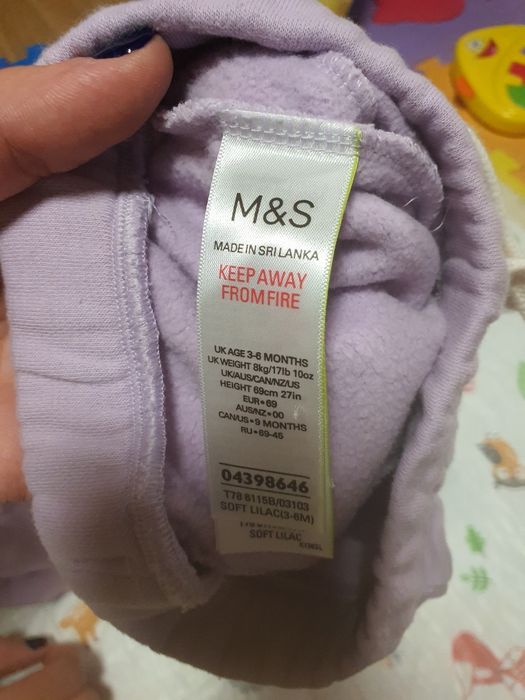 M&S
MADE IN SRI LANKA
KEEP AWAY
FROM FIRE
UK AGE 3-6 MONTHS
UK WEIGHT 8kg/17lb 10oz
UK/AUS/CAN/NZ/US
HEIGHT 69cm 27in
EUR•69
AUS/NZ•00
CAN/US•9 MONTHS
RU•69-45
04398646
T78 8115B/03103
SOFT LILAC(3-6M)
SOFT LILAC